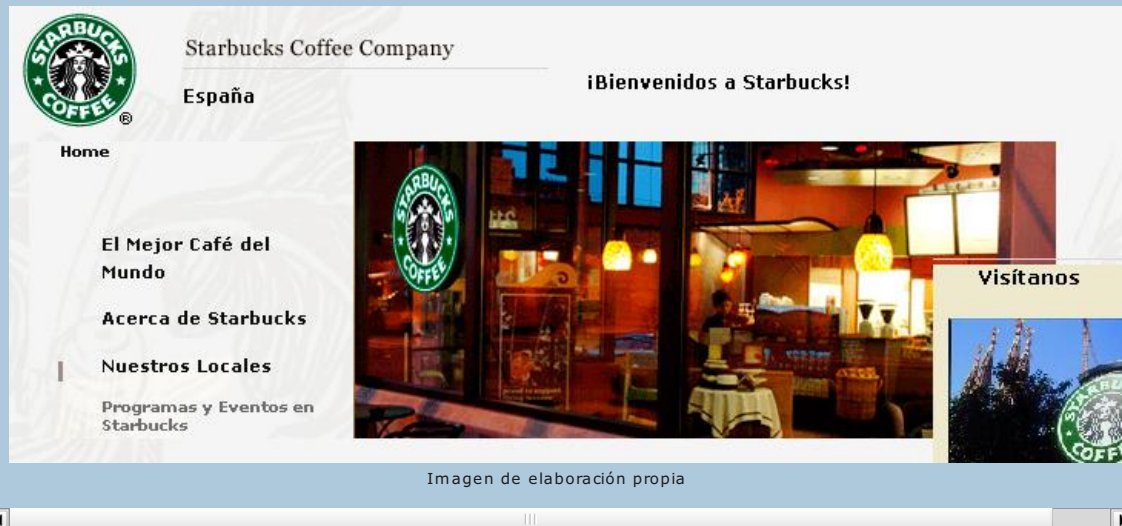 STARBUCKS COFFEE ®
Starbucks Coffee Company
España
¡Bienvenidos a Starbucks!
Home
El Mejor Café del
Mundo
Acerca de Starbucks
Nuestros Locales
Programas y Eventos en
Starbucks
STARBUCKS COFFEE
Visítanos
Imagen de elaboración propia